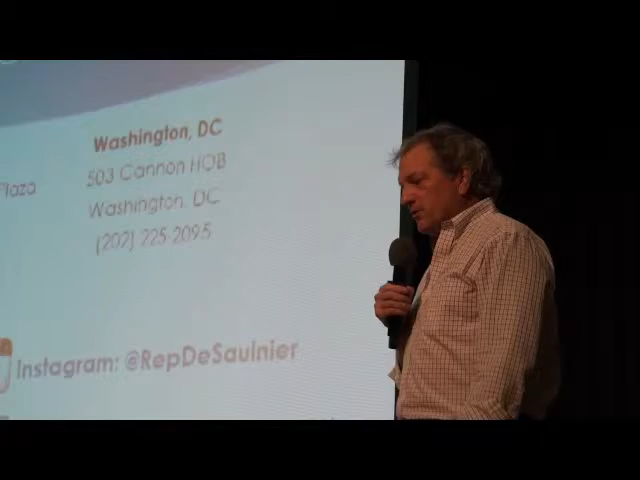 Washington, DC
503 Cannon HOB
Plaza
Washington, DC
(202) 225-2095
Instagram: @RepDeSaulnier